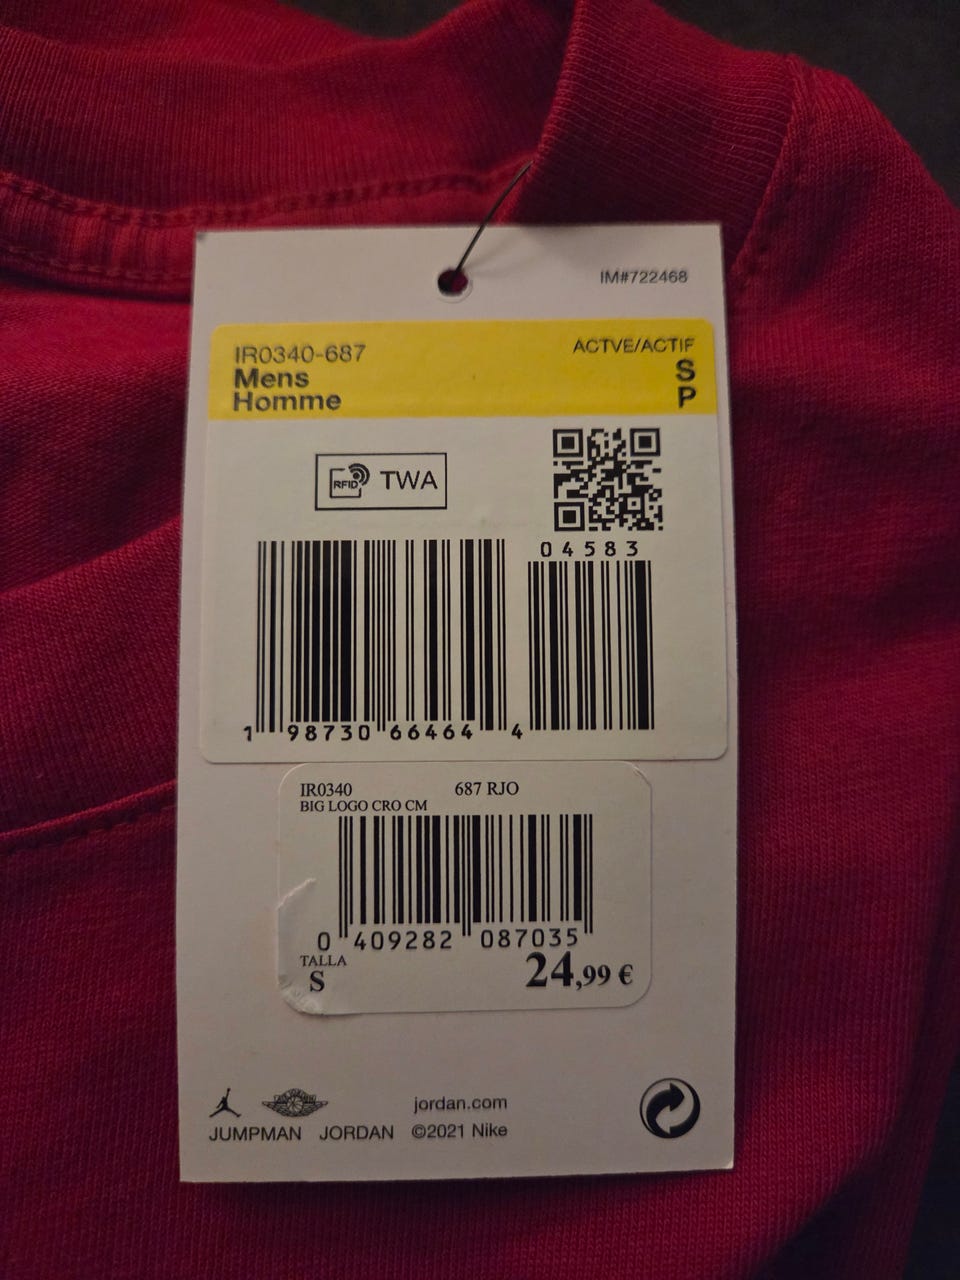 IM#722468
IR0340-687
Mens
Homme
ACTVE/ACTIF
S
P
RFID TWA
04583
1 98730 66464 4
IR0340 687 RJO
BIG LOGO CRO CM
0 409282 087035
TALLA
S
24,99 €
jordan.com
JUMPMAN JORDAN ©2021 Nike